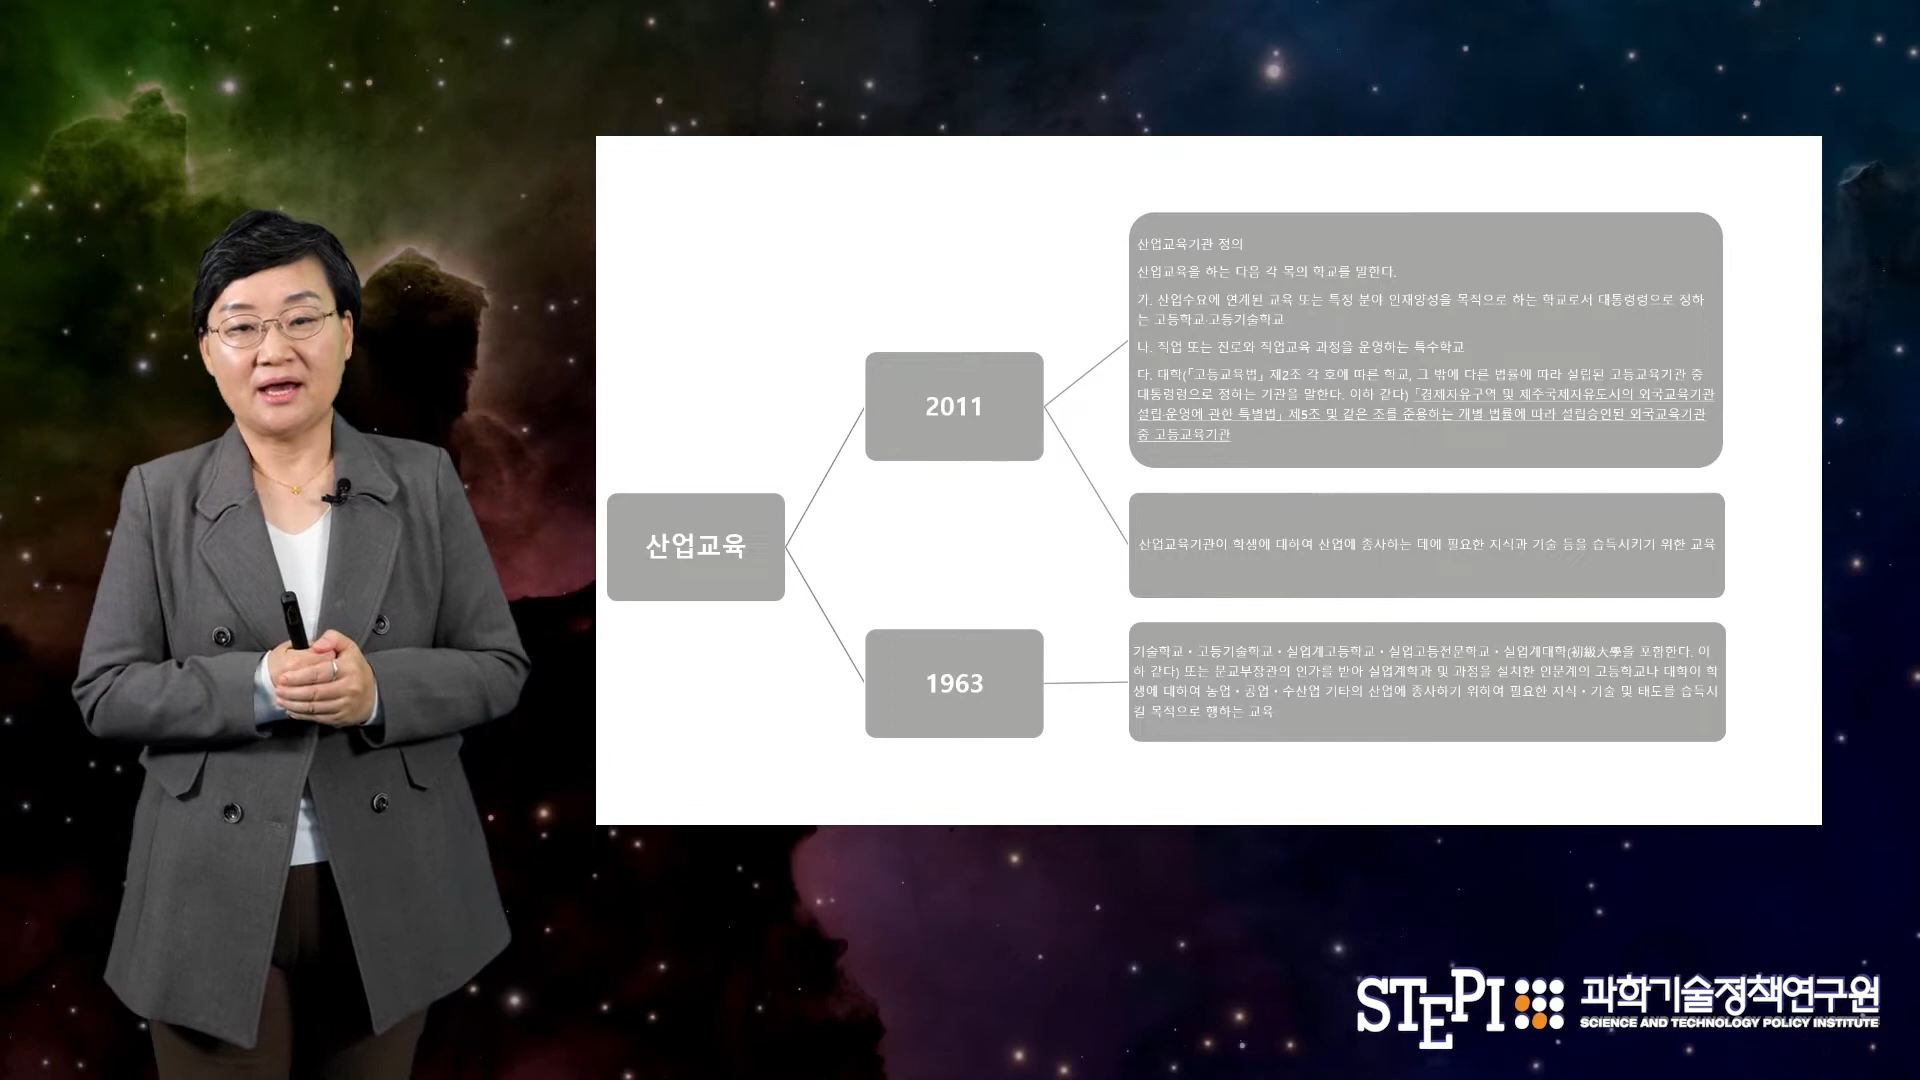 산업교육
2011
산업교육기관 정의
산업교육을 하는 다음 각 목의 학교를 말한다.
가. 산업수요에 연계된 교육 또는 특정 분야 인재양성을 목적으로 하는 학교로서 대통령령으로 정하
는 고등학교·고등기술학교
나. 직업 또는 진로와 직업교육 과정을 운영하는 특수학교
다. 대학(「고등교육법」 제2조 각 호에 따른 학교, 그 밖에 다른 법률에 따라 설립된 고등교육기관 중
대통령령으로 정하는 기관을 말한다. 이하 같다) 「경제자유구역 및 제주국제자유도시의 외국교육기관
설립·운영에 관한 특별법」 제5조 및 같은 조를 준용하는 개별 법률에 따라 설립승인된 외국교육기관
중 고등교육기관
산업교육기관이 학생에 대하여 산업에 종사하는 데에 필요한 지식과 기술 등을 습득시키기 위한 교육
1963
기술학교・고등기술학교・실업계고등학교・실업고등전문학교・실업계대학(初級大學을 포함한다. 이
하 같다) 또는 문교부장관의 인가를 받아 실업계학과 및 과정을 설치한 인문계의 고등학교나 대학이 학
생에 대하여 농업・공업・수산업 기타의 산업에 종사하기 위하여 필요한 지식・기술 및 태도를 습득시
킬 목적으로 행하는 교육
STEPI 과학기술정책연구원
SCIENCE AND TECHNOLOGY POLICY INSTITUTE